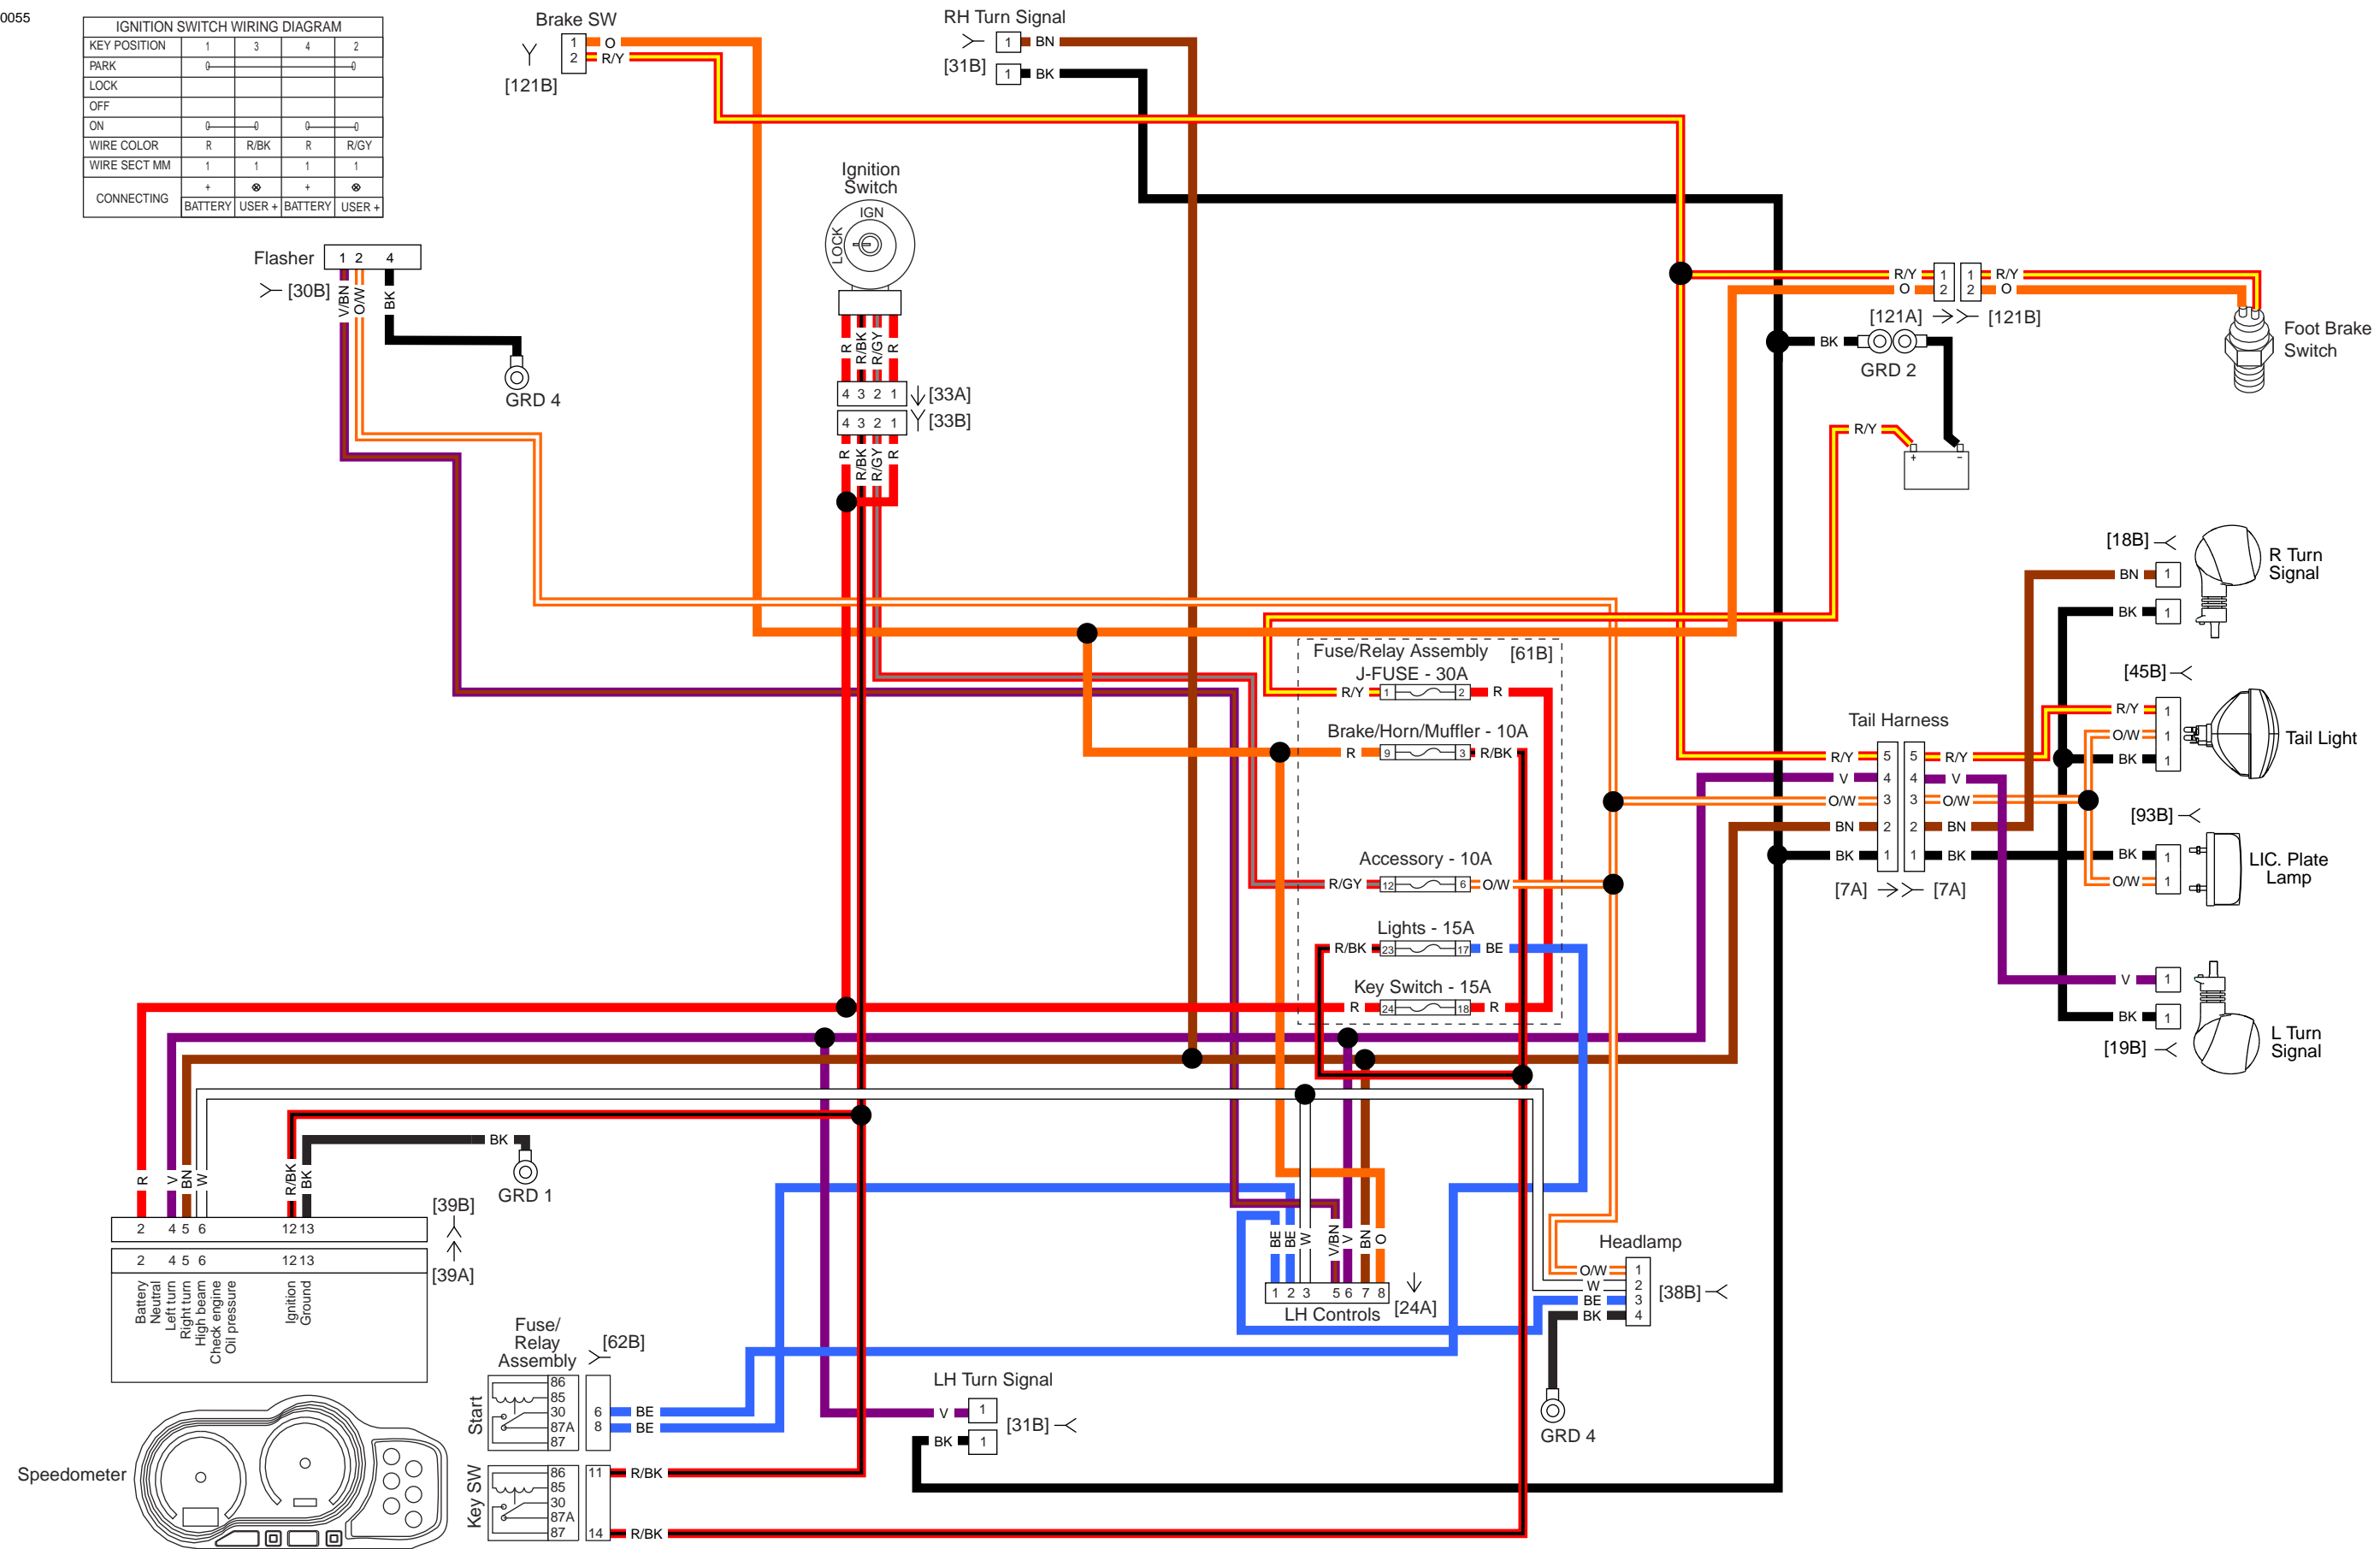 0055
IGNITION SWITCH WIRING DIAGRAM
KEY POSITION 1 3 4 2
PARK 0 0
LOCK
OFF
ON 0 0 0 0
WIRE COLOR R R/BK R R/GY
WIRE SECT MM 1 1 1 1
CONNECTING + ⊗ + ⊗
BATTERY USER + BATTERY USER +
Brake SW
1 O
2 R/Y
[121B]
RH Turn Signal
1 BN
[31B]
1 BK
Ignition
Switch
IGN
LOCK
R R/BK R/GY R
4 3 2 1 [33A]
4 3 2 1 [33B]
R R/BK R/GY R
Flasher 1 2 4
[30B]
V/BN O/W BK
GRD 4
R/Y 1 1 R/Y
O 2 2 O
[121A] [121B]
Foot Brake
Switch
BK
GRD 2
R/Y
+ -
[18B]
R Turn
Signal
BN 1
BK 1
[45B]
Tail Light
R/Y 1
O/W 1
BK 1
[93B]
LIC. Plate
Lamp
BK 1
O/W 1
V 1
BK 1
[19B]
L Turn
Signal
Fuse/Relay Assembly [61B]
J-FUSE - 30A
R/Y 1 2 R
Brake/Horn/Muffler - 10A
R 9 3 R/BK
Accessory - 10A
R/GY 12 6 O/W
Lights - 15A
R/BK 23 17 BE
Key Switch - 15A
R 24 18 R
Tail Harness
R/Y 5 5 R/Y
V 4 4 V
O/W 3 3 O/W
BN 2 2 BN
BK 1 1 BK
[7A] [7A]
BK
GRD 1
R V BN W R/BK BK
[39B]
2 4 5 6 12 13
2 4 5 6 12 13
[39A]
Battery
Neutral
Left turn
Right turn
High beam
Check engine
Oil pressure
Ignition
Ground
Speedometer
Fuse/
Relay
Assembly
[62B]
Start
86
85
30
87A
87
6 BE
8 BE
Key SW
86
85
30
87A
87
11 R/BK
14 R/BK
LH Turn Signal
V 1
[31B]
BK 1
BE BE W V/BN V BN O
1 2 3 5 6 7 8
LH Controls [24A]
Headlamp
O/W 1
W 2
BE 3
BK 4
[38B]
GRD 4